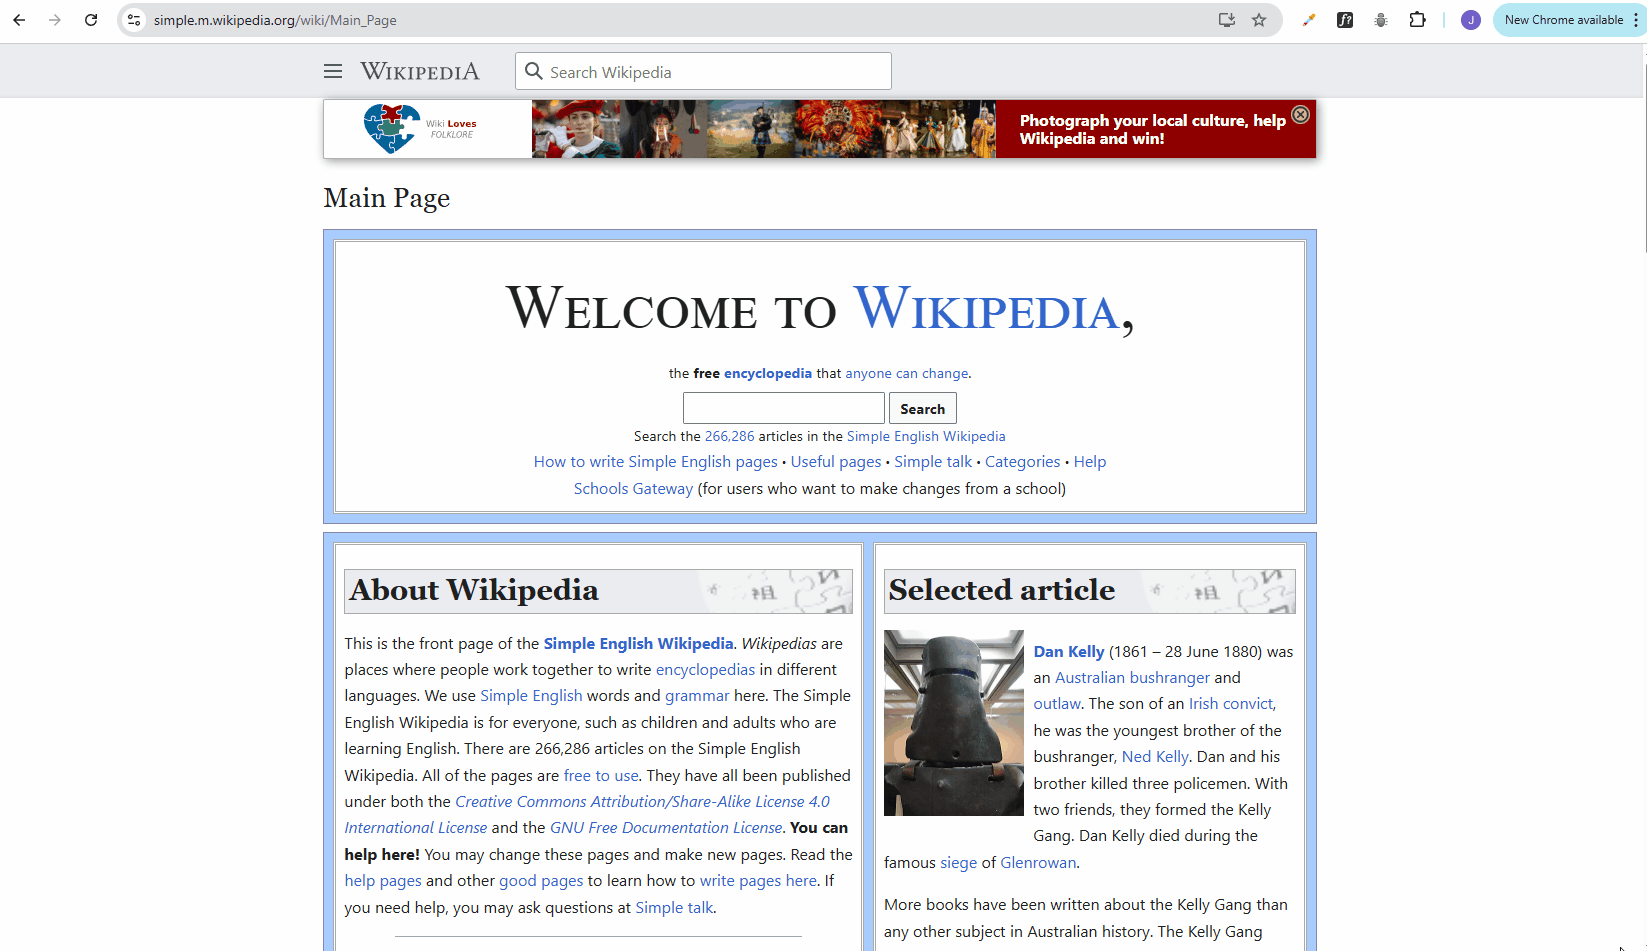 simple.m.wikipedia.org/wiki/Main_Page
J
New Chrome available
WIKIPEDIA
Search Wikipedia
Wiki Loves
FOLKLORE
Photograph your local culture, help
Wikipedia and win!
Main Page
WELCOME TO WIKIPEDIA,
the free encyclopedia that anyone can change.
Search
Search the 266,286 articles in the Simple English Wikipedia
How to write Simple English pages • Useful pages • Simple talk • Categories • Help
Schools Gateway (for users who want to make changes from a school)
About Wikipedia
This is the front page of the Simple English Wikipedia. Wikipedias are
places where people work together to write encyclopedias in different
languages. We use Simple English words and grammar here. The Simple
English Wikipedia is for everyone, such as children and adults who are
learning English. There are 266,286 articles on the Simple English
Wikipedia. All of the pages are free to use. They have all been published
under both the Creative Commons Attribution/Share-Alike License 4.0
International License and the GNU Free Documentation License. You can
help here! You may change these pages and make new pages. Read the
help pages and other good pages to learn how to write pages here. If
you need help, you may ask questions at Simple talk.
Selected article
Dan Kelly (1861 – 28 June 1880) was
an Australian bushranger and
outlaw. The son of an Irish convict,
he was the youngest brother of the
bushranger, Ned Kelly. Dan and his
brother killed three policemen. With
two friends, they formed the Kelly
Gang. Dan Kelly died during the
famous siege of Glenrowan.
More books have been written about the Kelly Gang than
any other subject in Australian history. The Kelly Gang